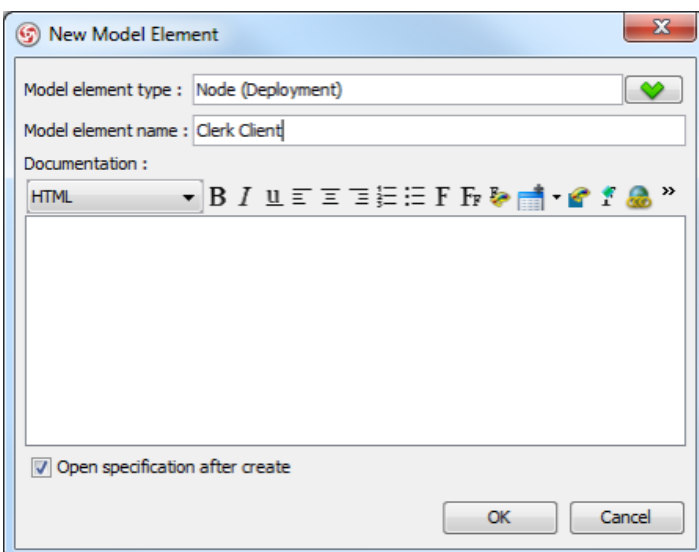 New Model Element
Model element type : Node (Deployment)
Model element name : Clerk Client
Documentation :
HTML B I u F FF »
Open specification after create
OK Cancel